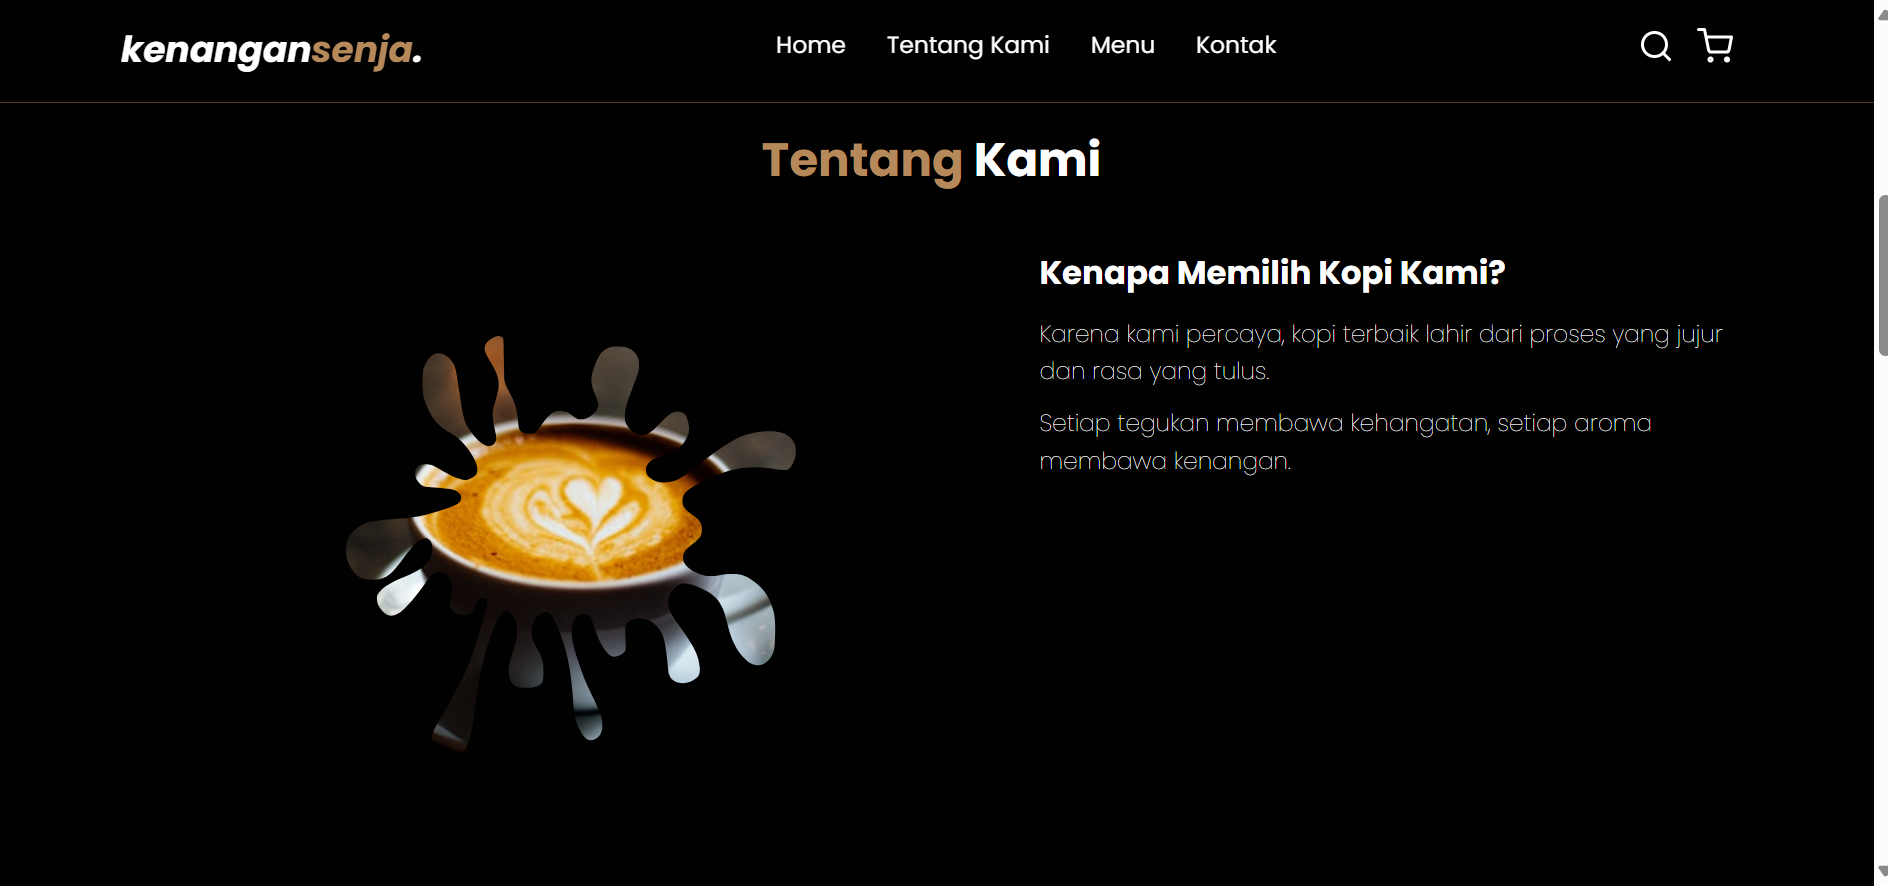 kenangansenja.
Home Tentang Kami Menu Kontak
Tentang Kami
Kenapa Memilih Kopi Kami?
Karena kami percaya, kopi terbaik lahir dari proses yang jujur
dan rasa yang tulus.
Setiap tegukan membawa kehangatan, setiap aroma
membawa kenangan.